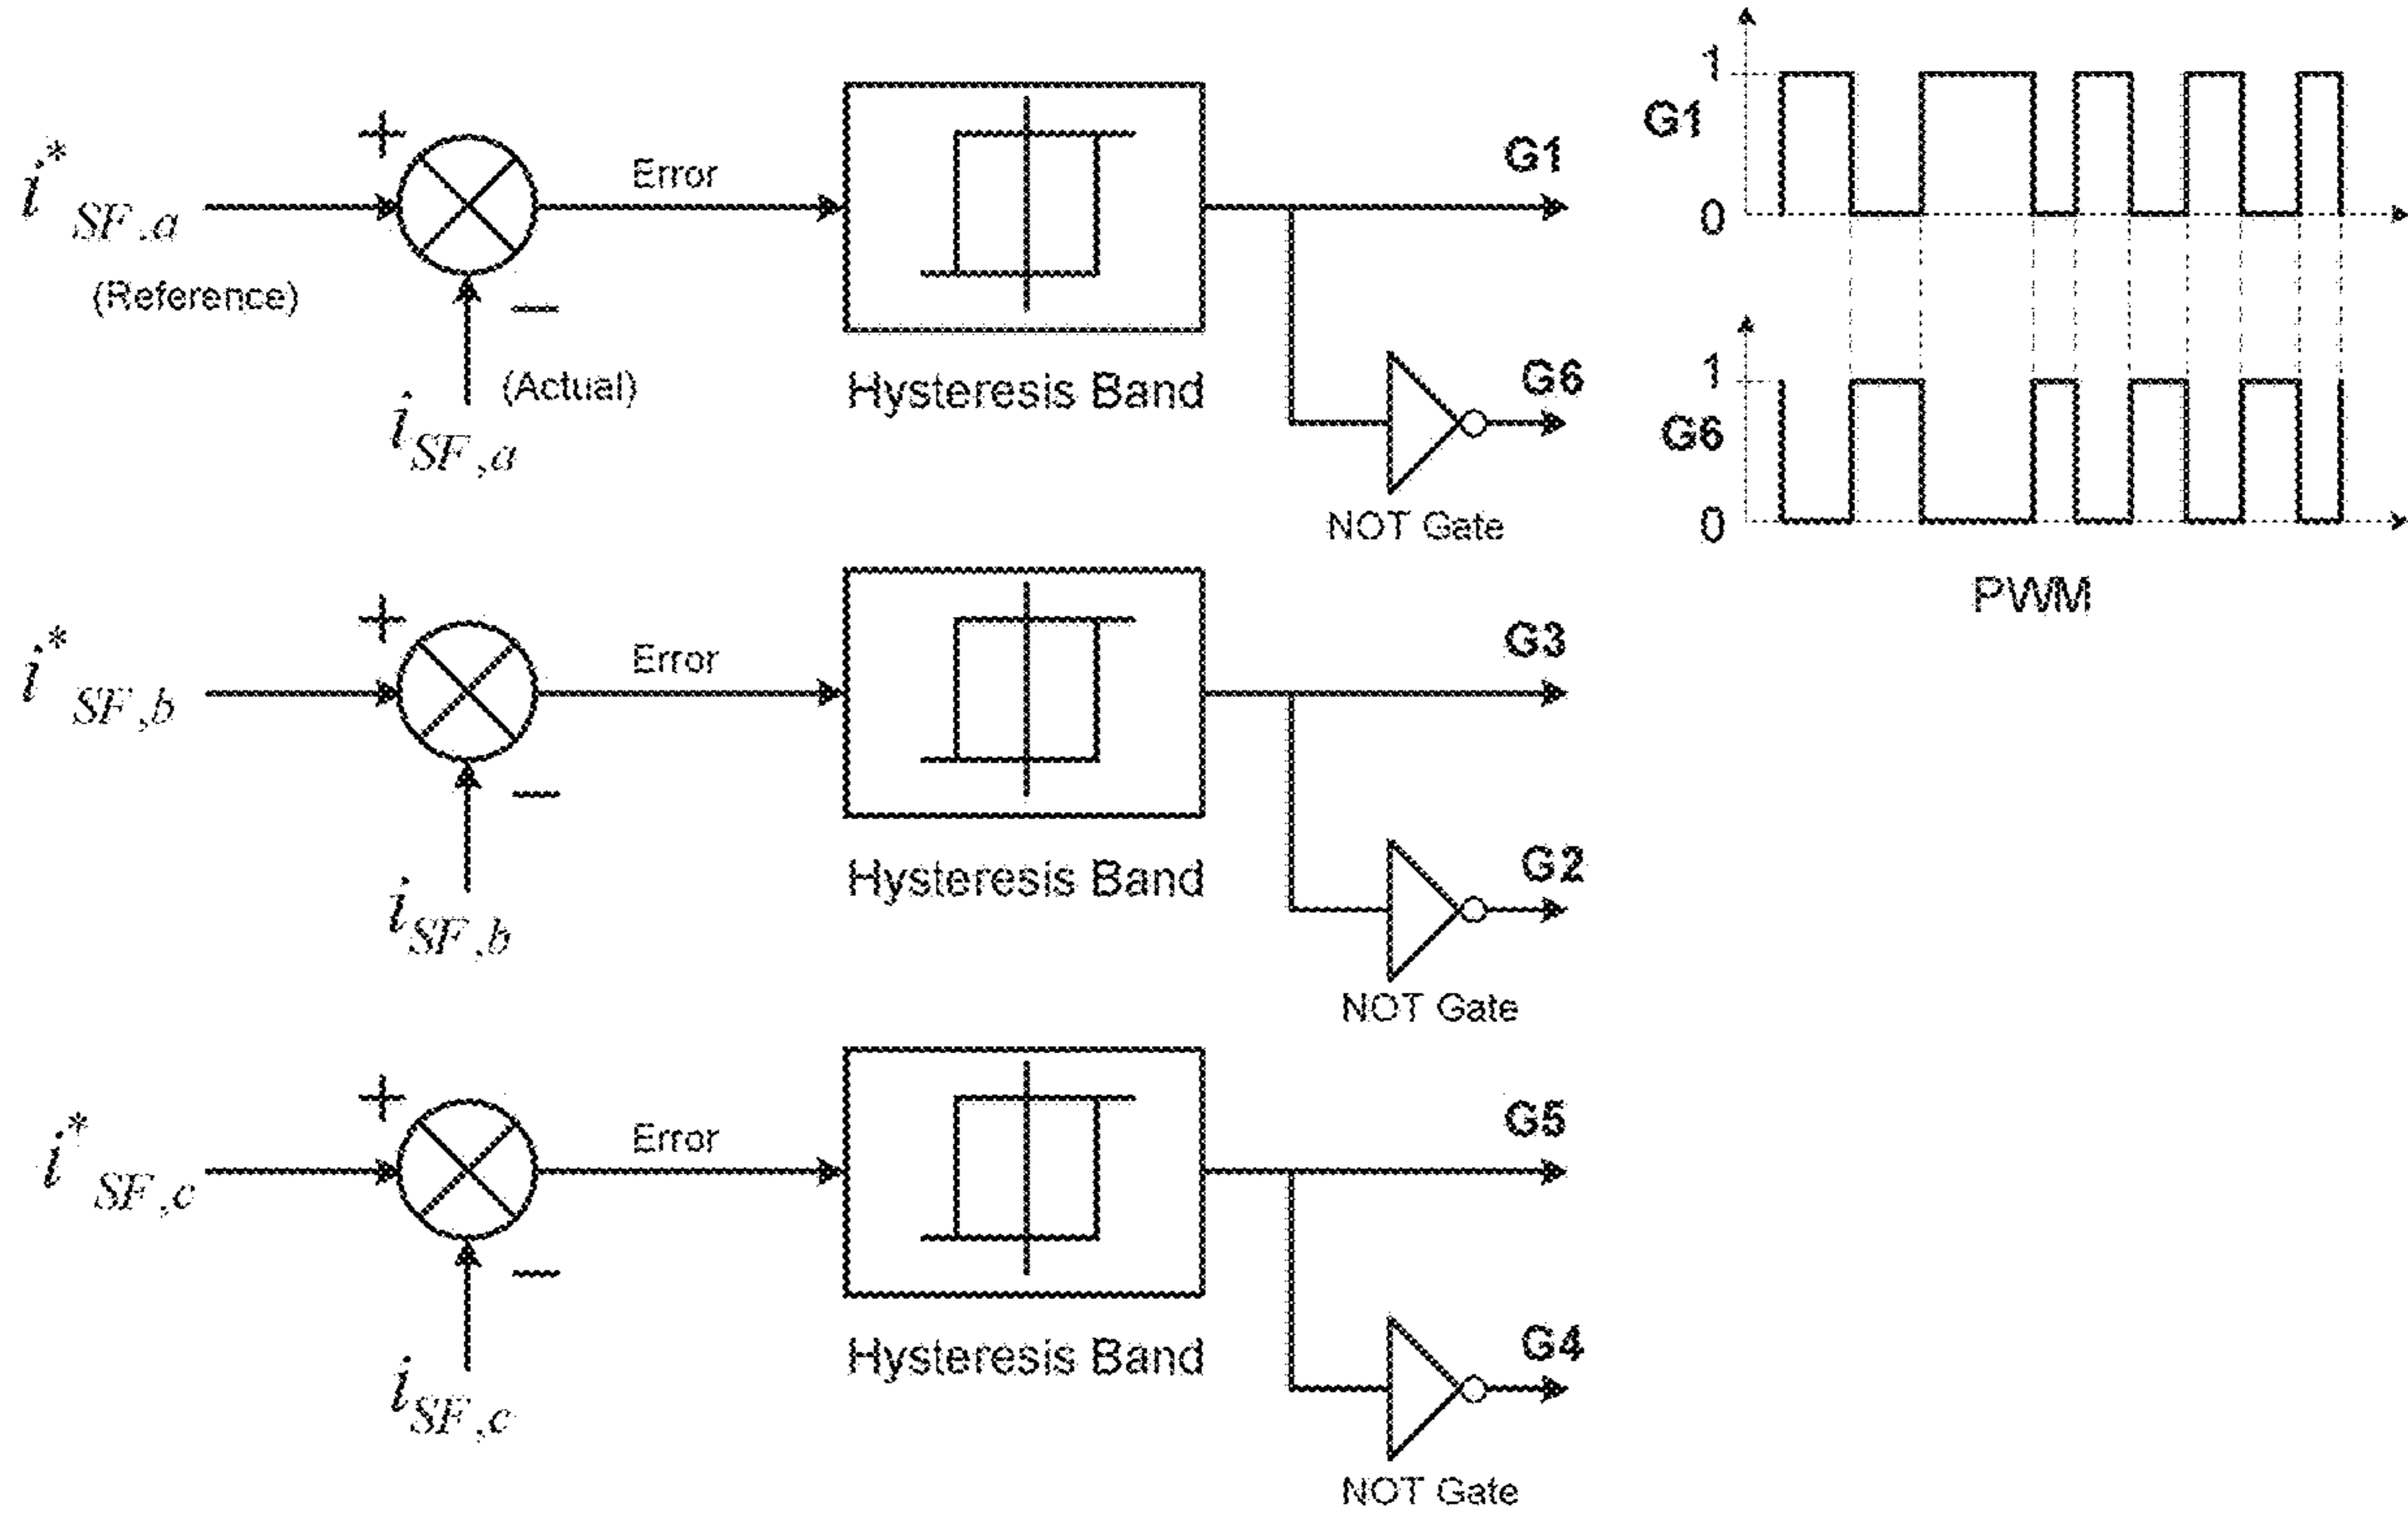 i*SF,a
(Reference)
+
−
Error
(Actual)
iSF,a
Hysteresis Band
G1
G6
NOT Gate
1
G1
0
1
G6
0
PWM
i*SF,b
+
−
Error
iSF,b
Hysteresis Band
G3
G2
NOT Gate
i*SF,c
+
−
Error
iSF,c
Hysteresis Band
G5
G4
NOT Gate